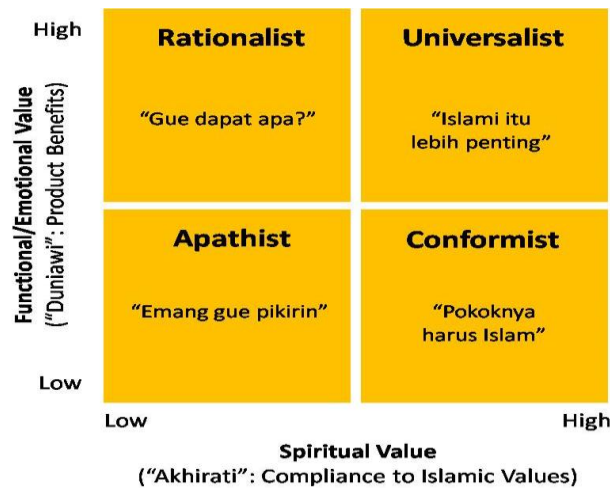 High
Rationalist
Universalist
“Gue dapat apa?”
“Islami itu
lebih penting”
Functional/Emotional Value
(“Duniawi”: Product Benefits)
Apathist
Conformist
“Emang gue pikirin”
“Pokoknya
harus Islam”
Low
Low
High
Spiritual Value
(“Akhirati”: Compliance to Islamic Values)